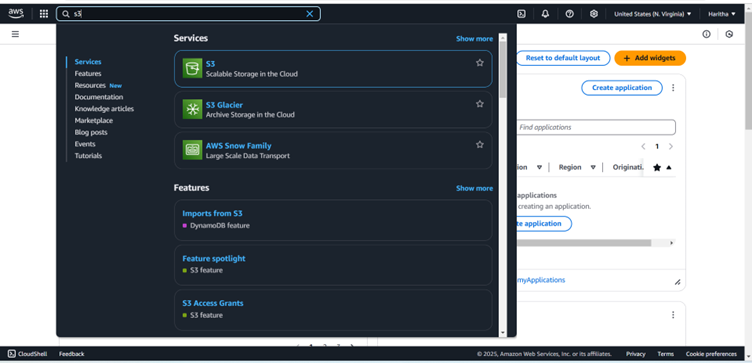 aws
s3
United States (N. Virginia)
Haritha
Services
Features
Resources New
Documentation
Knowledge articles
Marketplace
Blog posts
Events
Tutorials
Services
Show more
S3
Scalable Storage in the Cloud
S3 Glacier
Archive Storage in the Cloud
AWS Snow Family
Large Scale Data Transport
Features
Show more
Imports from S3
DynamoDB feature
Feature spotlight
S3 feature
S3 Access Grants
S3 feature
Reset to default layout
+ Add widgets
Create application
Find applications
1
ion
Region
Originati.
applications
creating an application.
te application
myApplications
CloudShell
Feedback
© 2025, Amazon Web Services, Inc. or its affiliates.
Privacy
Terms
Cookie preferences